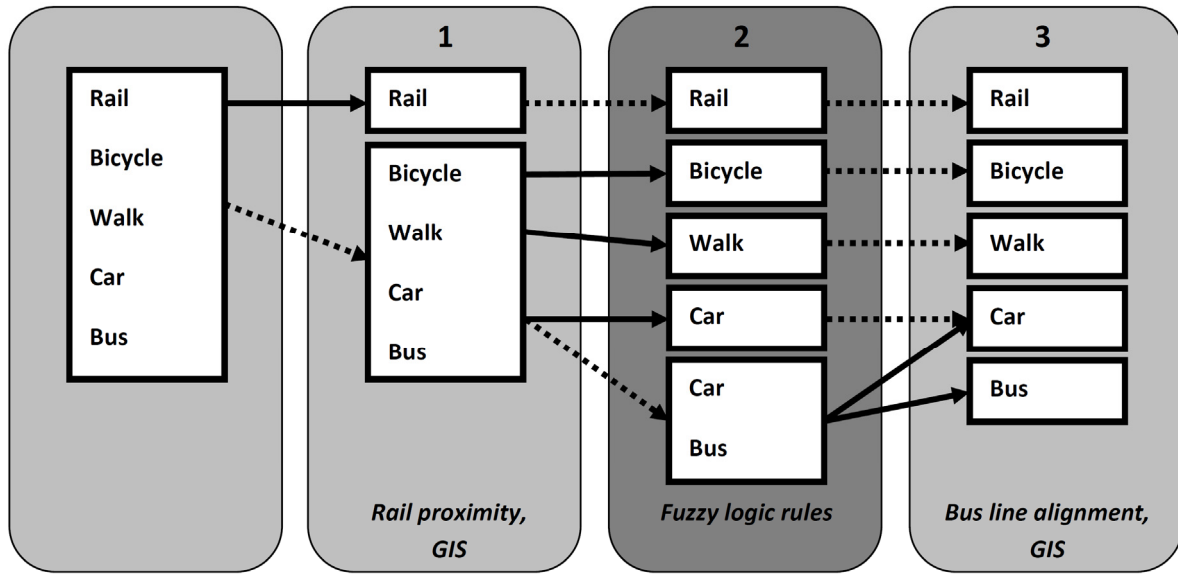 Rail
Bicycle
Walk
Car
Bus
1
Rail
Bicycle
Walk
Car
Bus
Rail proximity,
GIS
2
Rail
Bicycle
Walk
Car
Car
Bus
Fuzzy logic rules
3
Rail
Bicycle
Walk
Car
Bus
Bus line alignment,
GIS